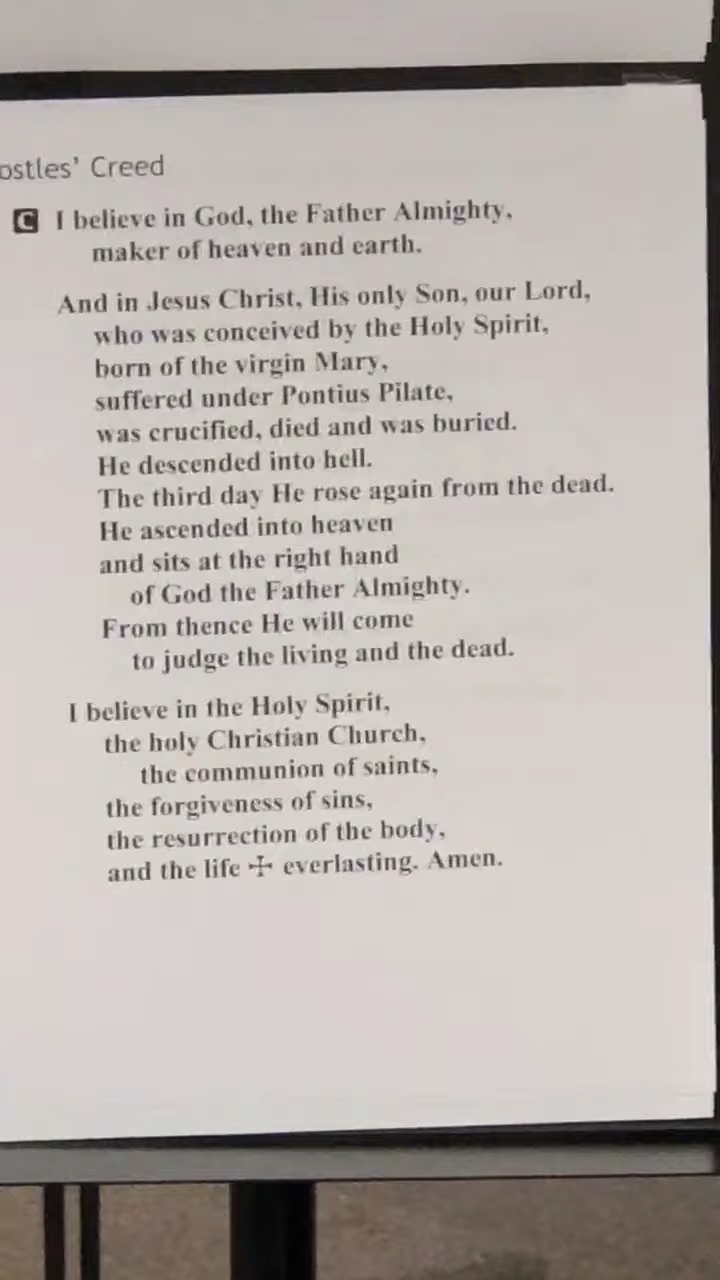 ostles' Creed
C I believe in God, the Father Almighty,
maker of heaven and earth.
And in Jesus Christ, His only Son, our Lord,
who was conceived by the Holy Spirit,
born of the virgin Mary,
suffered under Pontius Pilate,
was crucified, died and was buried.
He descended into hell.
The third day He rose again from the dead.
He ascended into heaven
and sits at the right hand
of God the Father Almighty.
From thence He will come
to judge the living and the dead.
I believe in the Holy Spirit,
the holy Christian Church,
the communion of saints,
the forgiveness of sins,
the resurrection of the body,
and the life ☩ everlasting. Amen.